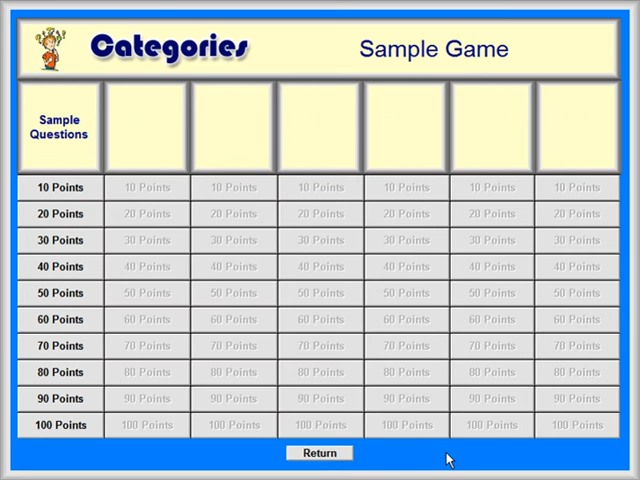 Categories Sample Game
Sample
Questions
10 Points 10 Points 10 Points 10 Points 10 Points 10 Points 10 Points
20 Points 20 Points 20 Points 20 Points 20 Points 20 Points 20 Points
30 Points 30 Points 30 Points 30 Points 30 Points 30 Points 30 Points
40 Points 40 Points 40 Points 40 Points 40 Points 40 Points 40 Points
50 Points 50 Points 50 Points 50 Points 50 Points 50 Points 50 Points
60 Points 60 Points 60 Points 60 Points 60 Points 60 Points 60 Points
70 Points 70 Points 70 Points 70 Points 70 Points 70 Points 70 Points
80 Points 80 Points 80 Points 80 Points 80 Points 80 Points 80 Points
90 Points 90 Points 90 Points 90 Points 90 Points 90 Points 90 Points
100 Points 100 Points 100 Points 100 Points 100 Points 100 Points 100 Points
Return